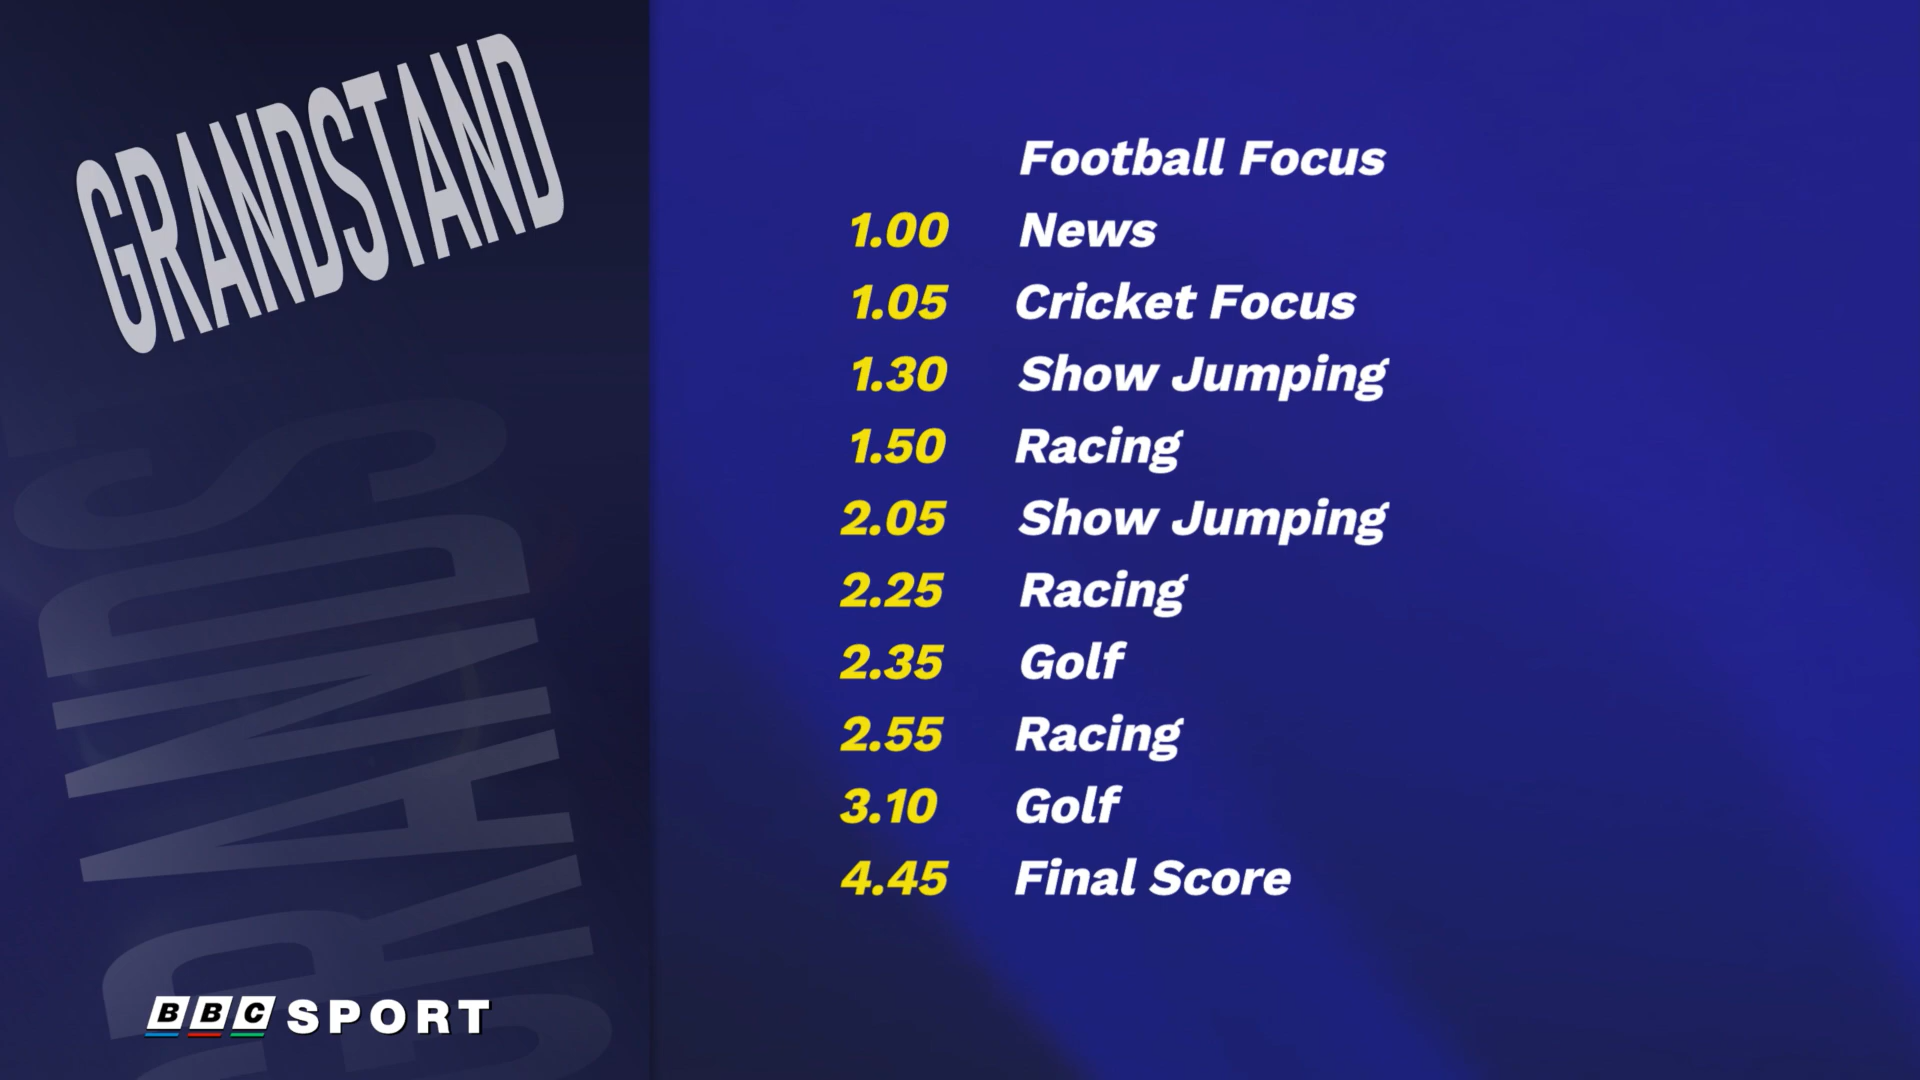 GRANDSTAND
Football Focus
1.00 News
1.05 Cricket Focus
1.30 Show Jumping
1.50 Racing
2.05 Show Jumping
2.25 Racing
2.35 Golf
2.55 Racing
3.10 Golf
4.45 Final Score
GRANDST
BBC SPORT